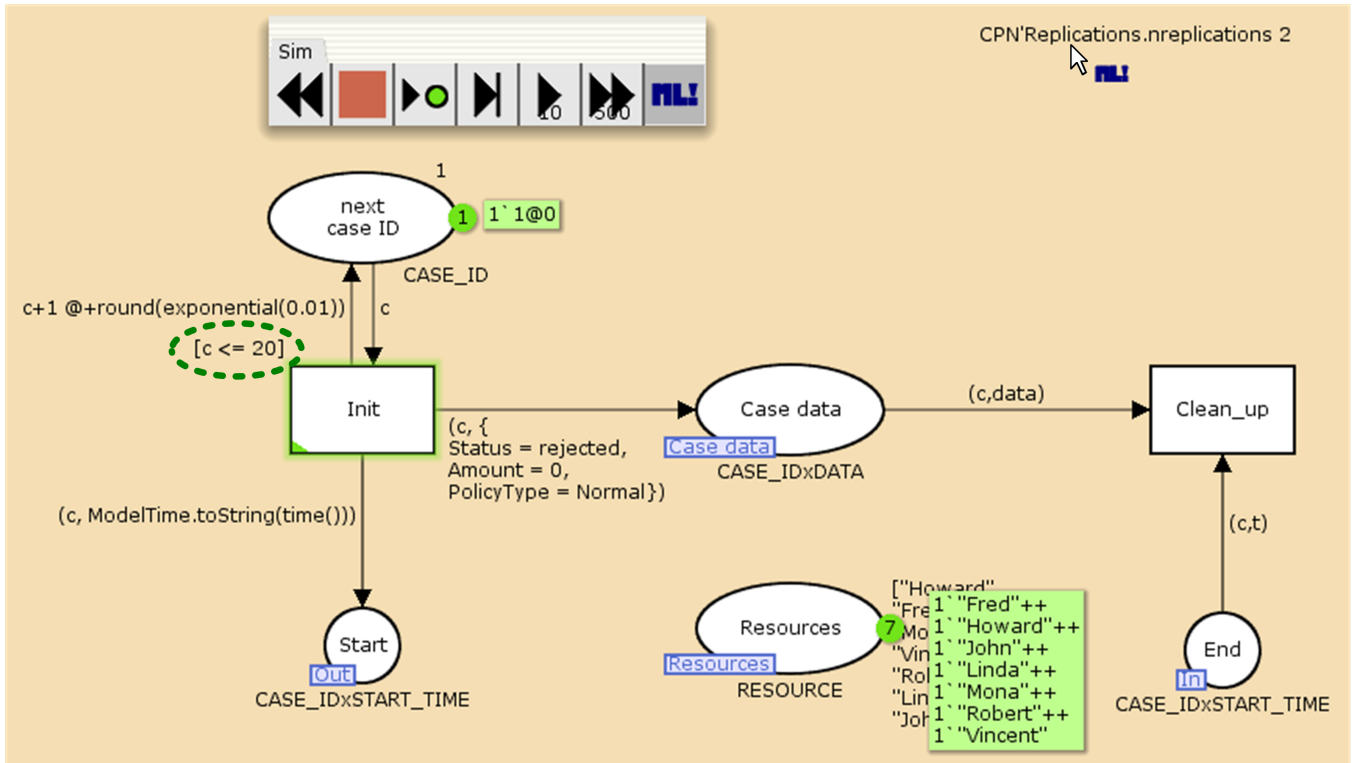 CPN'Replications.nreplications 2
ML!
Sim
10
500
ML!
1
next
case ID
1
1`1@0
CASE_ID
c+1 @+round(exponential(0.01))
c
[c <= 20]
Init
(c, {
Status = rejected,
Amount = 0,
PolicyType = Normal})
Case data
Case data
CASE_IDxDATA
(c,data)
Clean_up
(c, ModelTime.toString(time()))
(c,t)
Start
Out
CASE_IDxSTART_TIME
Resources
Resources
RESOURCE
7
["Howard"
1`"Fred"++
1`"Howard"++
1`"John"++
1`"Linda"++
1`"Mona"++
1`"Robert"++
1`"Vincent"
End
In
CASE_IDxSTART_TIME